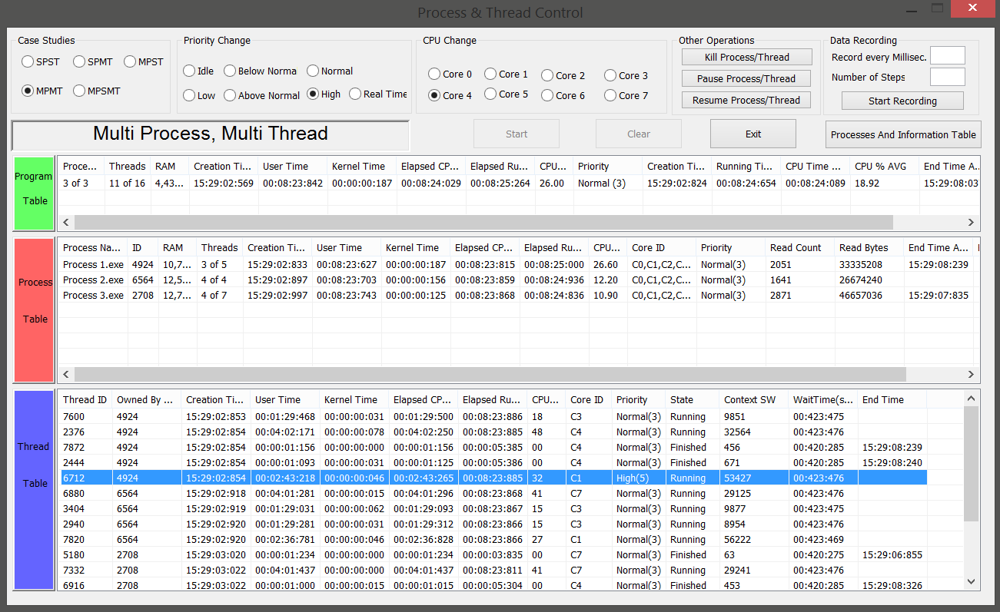 Process & Thread Control
Case Studies
SPST SPMT MPST
MPMT MPSMT
Priority Change
Idle Below Norma Normal
Low Above Normal High Real Time
CPU Change
Core 0 Core 1 Core 2 Core 3
Core 4 Core 5 Core 6 Core 7
Other Operations
Kill Process/Thread
Pause Process/Thread
Resume Process/Thread
Data Recording
Record every Millisec.
Number of Steps
Start Recording
Multi Process, Multi Thread
Start Clear Exit Processes And Information Table
Program
Table
Proce... Threads RAM Creation Ti... User Time Kernel Time Elapsed CP... Elapsed Ru... CPU... Priority Creation Ti... Running Ti... CPU Time ... CPU % AVG End Time A...
3 of 3 11 of 16 4,43... 15:29:02:569 00:08:23:842 00:00:00:187 00:08:24:029 00:08:25:264 26.00 Normal (3) 15:29:02:824 00:08:24:654 00:08:24:089 18.92 15:29:08:03
Process
Table
Process Na... ID RAM Threads Creation Ti... User Time Kernel Time Elapsed CP... Elapsed Ru... CPU... Core ID Priority Read Count Read Bytes End Time A...
Process 1.exe 4924 10,7... 3 of 5 15:29:02:833 00:08:23:627 00:00:00:187 00:08:23:815 00:08:25:000 26.60 C0,C1,C2,C... Normal(3) 2051 33335208 15:29:08:239
Process 2.exe 6564 12,5... 4 of 4 15:29:02:897 00:08:23:703 00:00:00:156 00:08:23:859 00:08:24:936 12.20 C0,C1,C2,C... Normal(3) 1641 26674240
Process 3.exe 2708 12,7... 4 of 7 15:29:02:997 00:08:23:743 00:00:00:125 00:08:23:868 00:08:24:836 10.90 C0,C1,C2,C... Normal(3) 2871 46657036 15:29:07:835
Thread
Table
Thread ID Owned By ... Creation Ti... User Time Kernel Time Elapsed CP... Elapsed Ru... CPU... Core ID Priority State Context SW WaitTime(s... End Time
7600 4924 15:29:02:853 00:01:29:468 00:00:00:031 00:01:29:500 00:08:23:886 18 C3 Normal(3) Running 9851 00:423:475
2376 4924 15:29:02:854 00:04:02:171 00:00:00:078 00:04:02:250 00:08:23:885 48 C4 Normal(3) Running 32564 00:423:476
7872 4924 15:29:02:854 00:00:01:156 00:00:00:000 00:00:01:156 00:00:05:385 00 C4 Normal(3) Finished 456 00:420:285 15:29:08:239
2444 4924 15:29:02:854 00:00:01:093 00:00:00:031 00:00:01:125 00:00:05:386 00 C4 Normal(3) Finished 671 00:420:285 15:29:08:240
6712 4924 15:29:02:854 00:02:43:218 00:00:00:046 00:02:43:265 00:08:23:885 32 C1 High(5) Running 53427 00:423:476
6880 6564 15:29:02:918 00:04:01:281 00:00:00:015 00:04:01:296 00:08:23:868 41 C7 Normal(3) Running 29125 00:423:476
3404 6564 15:29:02:919 00:01:29:031 00:00:00:062 00:01:29:093 00:08:23:867 15 C3 Normal(3) Running 9877 00:423:475
2940 6564 15:29:02:920 00:01:29:281 00:00:00:031 00:01:29:312 00:08:23:866 15 C3 Normal(3) Running 8954 00:423:475
7820 6564 15:29:02:920 00:02:36:781 00:00:00:046 00:02:36:828 00:08:23:866 27 C1 Normal(3) Running 56222 00:423:469
5180 2708 15:29:03:020 00:00:01:234 00:00:00:000 00:00:01:234 00:00:03:835 00 C7 Normal(3) Finished 63 00:420:275 15:29:06:855
7332 2708 15:29:03:022 00:04:01:437 00:00:00:000 00:04:01:437 00:08:23:811 41 C7 Normal(3) Running 29241 00:423:476
6916 2708 15:29:03:022 00:00:01:000 00:00:00:015 00:00:01:015 00:00:05:304 00 C4 Normal(3) Finished 453 00:420:285 15:29:08:326